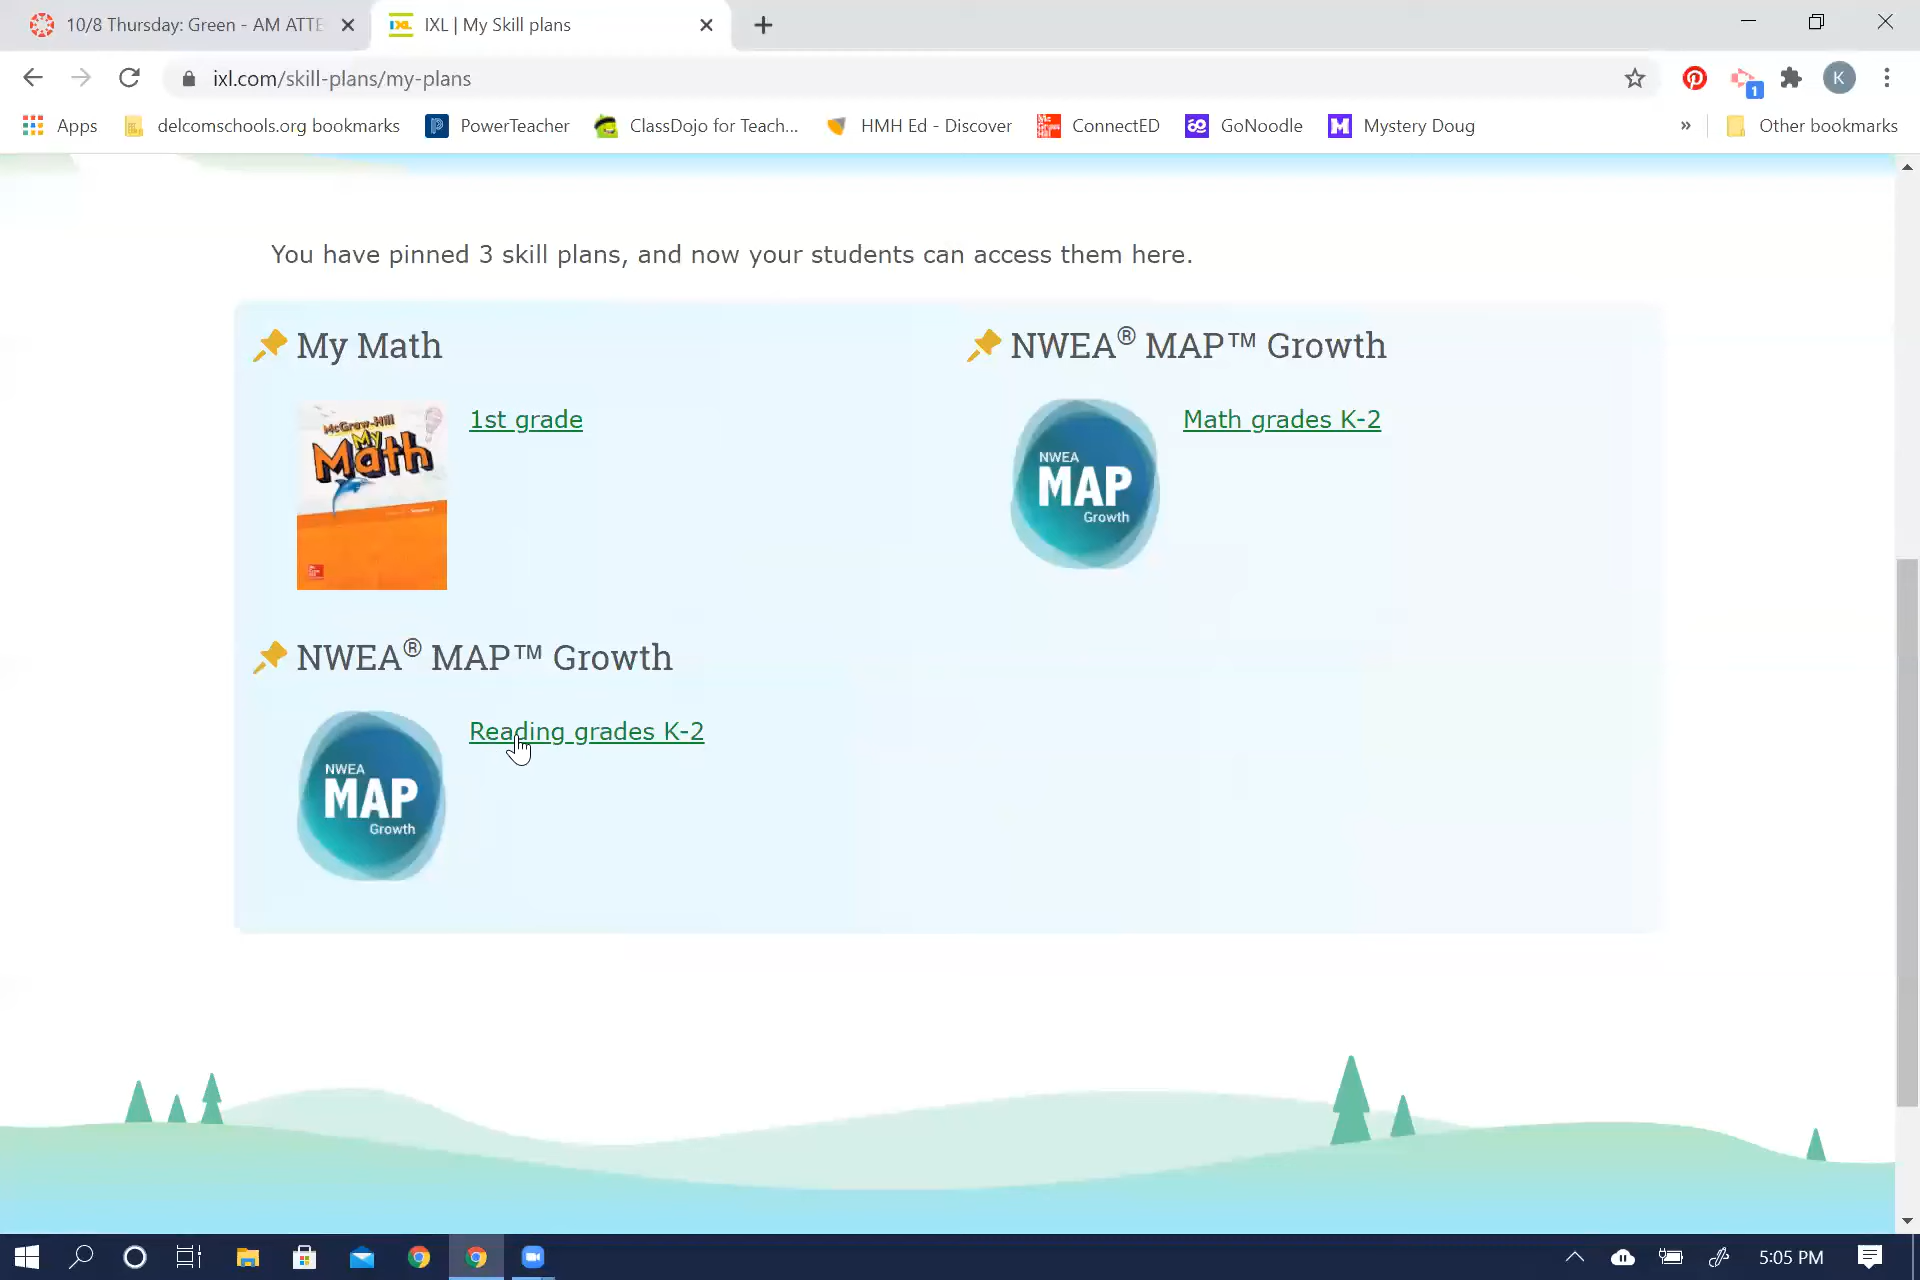 10/8 Thursday: Green - AM ATTE
IXL | My Skill plans
ixl.com/skill-plans/my-plans
1
K
Apps
delcomschools.org bookmarks
PowerTeacher
ClassDojo for Teach...
HMH Ed - Discover
ConnectED
GoNoodle
Mystery Doug
»
Other bookmarks
You have pinned 3 skill plans, and now your students can access them here.
My Math
McGraw-Hill
My
Math
1st grade
NWEA® MAP™ Growth
NWEA
MAP
Growth
Math grades K-2
NWEA® MAP™ Growth
NWEA
MAP
Growth
Reading grades K-2
5:05 PM